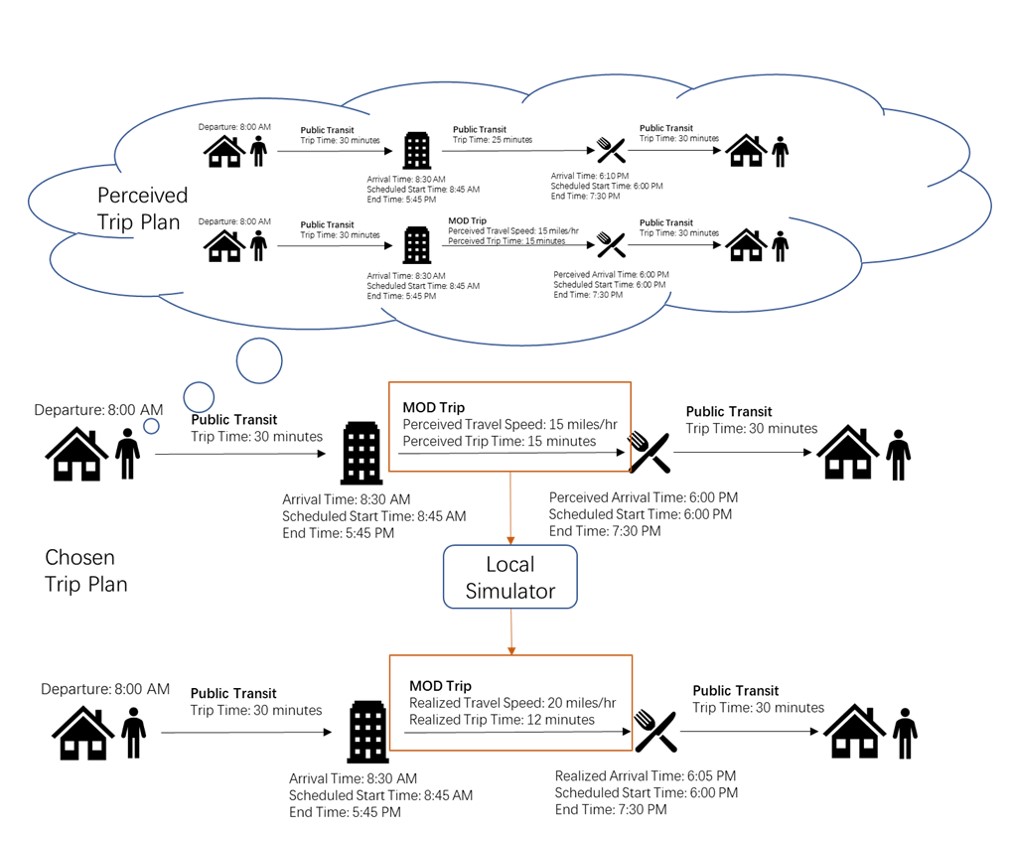 Departure: 8:00 AM
Public Transit
Trip Time: 30 minutes
Public Transit
Trip Time: 25 minutes
Public Transit
Trip Time: 30 minutes
Arrival Time: 8:30 AM
Scheduled Start Time: 8:45 AM
End Time: 5:45 PM
Arrival Time: 6:10 PM
Scheduled Start Time: 6:00 PM
End Time: 7:30 PM
Perceived
Trip Plan
Departure: 8:00 AM
Public Transit
Trip Time: 30 minutes
MOD Trip
Perceived Travel Speed: 15 miles/hr
Perceived Trip Time: 15 minutes
Public Transit
Trip Time: 30 minutes
Arrival Time: 8:30 AM
Scheduled Start Time: 8:45 AM
End Time: 5:45 PM
Perceived Arrival Time: 6:00 PM
Scheduled Start Time: 6:00 PM
End Time: 7:30 PM
Departure: 8:00 AM
Public Transit
Trip Time: 30 minutes
MOD Trip
Perceived Travel Speed: 15 miles/hr
Perceived Trip Time: 15 minutes
Public Transit
Trip Time: 30 minutes
Arrival Time: 8:30 AM
Scheduled Start Time: 8:45 AM
End Time: 5:45 PM
Perceived Arrival Time: 6:00 PM
Scheduled Start Time: 6:00 PM
End Time: 7:30 PM
Chosen
Trip Plan
Local
Simulator
Departure: 8:00 AM
Public Transit
Trip Time: 30 minutes
MOD Trip
Realized Travel Speed: 20 miles/hr
Realized Trip Time: 12 minutes
Public Transit
Trip Time: 30 minutes
Arrival Time: 8:30 AM
Scheduled Start Time: 8:45 AM
End Time: 5:45 PM
Realized Arrival Time: 6:05 PM
Scheduled Start Time: 6:00 PM
End Time: 7:30 PM